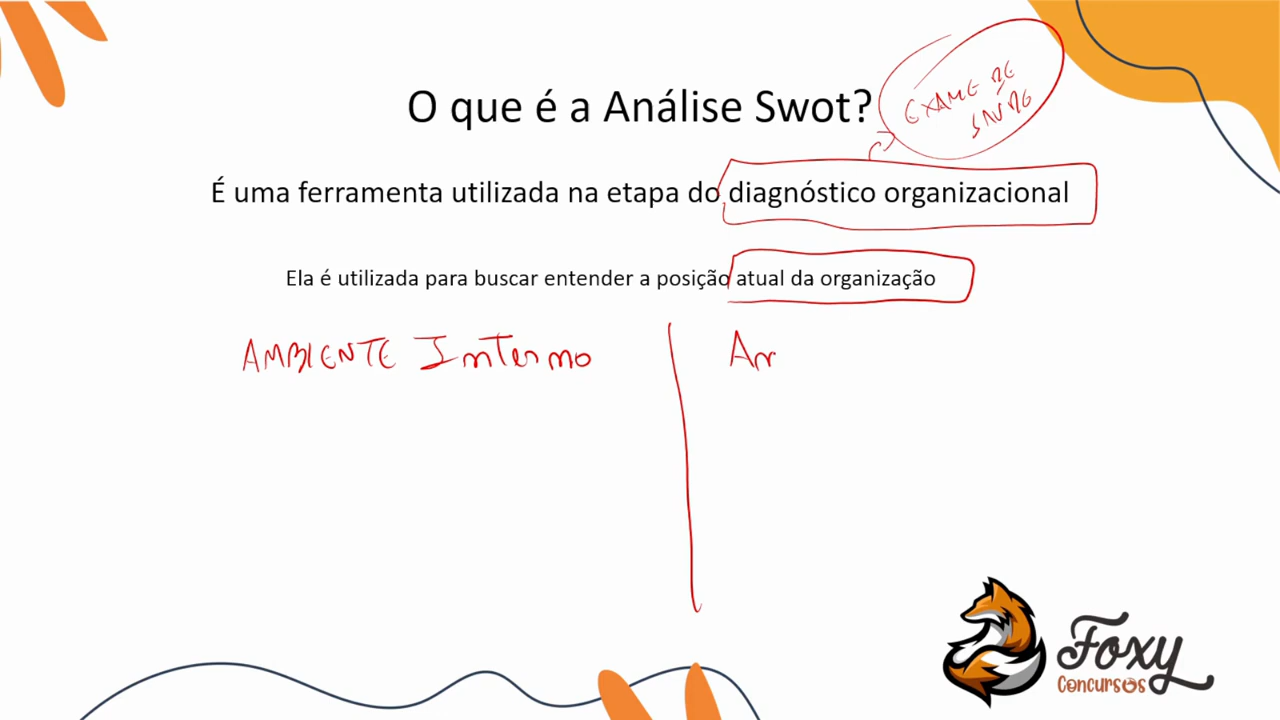 O que é a Análise Swot?
EXAME DE
SAÚDE
É uma ferramenta utilizada na etapa do diagnóstico organizacional
Ela é utilizada para buscar entender a posição atual da organização
AMBIENTE Interno
Am
Foxy
Concursos